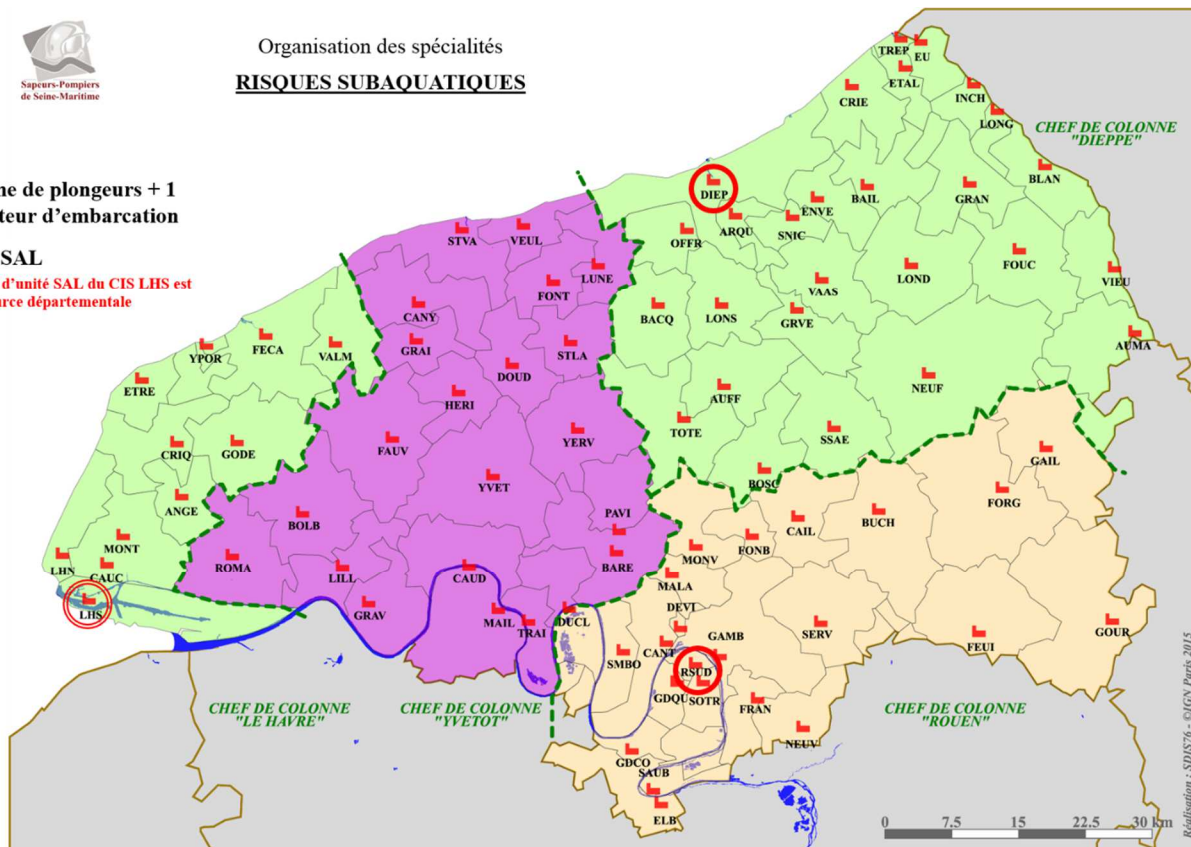 Sapeurs-Pompiers
de Seine-Maritime
Organisation des spécialités
RISQUES SUBAQUATIQUES
ne de plongeurs + 1
teur d'embarcation
SAL
d'unité SAL du CIS LHS est
urce départementale
CHEF DE COLONNE
"DIEPPE"
TREP
EU
ETAL
CRIE
INCH
LONG
BLAN
DIEP
ENVE
BAIL
GRAN
OFFR
ARQU
SNIC
STVA
VEUL
FOUC
LUNE
LOND
VIEU
FONT
VAAS
CANY
BACQ
LONS
GRVE
AUMA
YPOR
FECA
VALM
GRAI
STLA
DOUD
ETRE
NEUF
HERI
AUFF
TOTE
SSAE
YERV
CRIQ
GODE
FAUV
GAIL
BOSC
YVET
FORG
ANGE
BOLB
PAVI
CAIL
BUCH
MONT
MONV
FONB
LHN
CAUC
ROMA
LILL
CAUD
BARE
MALA
LHS
GRAV
MAIL
TRAI
DUCL
DEVI
SERV
GOUR
SMBO
CANT
GAMB
FEUI
RSUD
GDQU
SOTR
FRAN
NEUV
CHEF DE COLONNE
"LE HAVRE"
CHEF DE COLONNE
"YVETOT"
CHEF DE COLONNE
"ROUEN"
GDCO
SAUB
ELB
0 7.5 15 22.5 30 km
Réalisation : SDIS76 - ©IGN Paris 2015